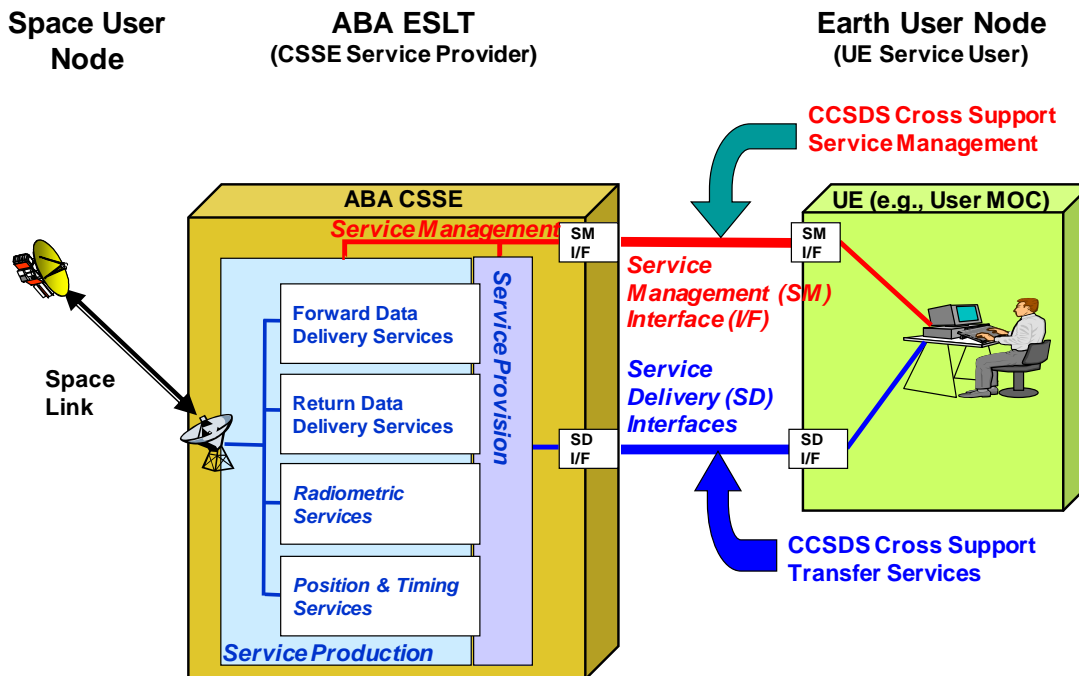 Space User
Node
ABA ESLT
(CSSE Service Provider)
Earth User Node
(UE Service User)
CCSDS Cross Support
Service Management
ABA CSSE
UE (e.g., User MOC)
Service Management
SM
I/F
SM
I/F
Service
Management (SM)
Interface (I/F)
Service Provision
Forward Data
Delivery Services
Space
Link
Return Data
Delivery Services
Service
Delivery (SD)
Interfaces
SD
I/F
SD
I/F
Radiometric
Services
CCSDS Cross Support
Transfer Services
Position & Timing
Services
Service Production